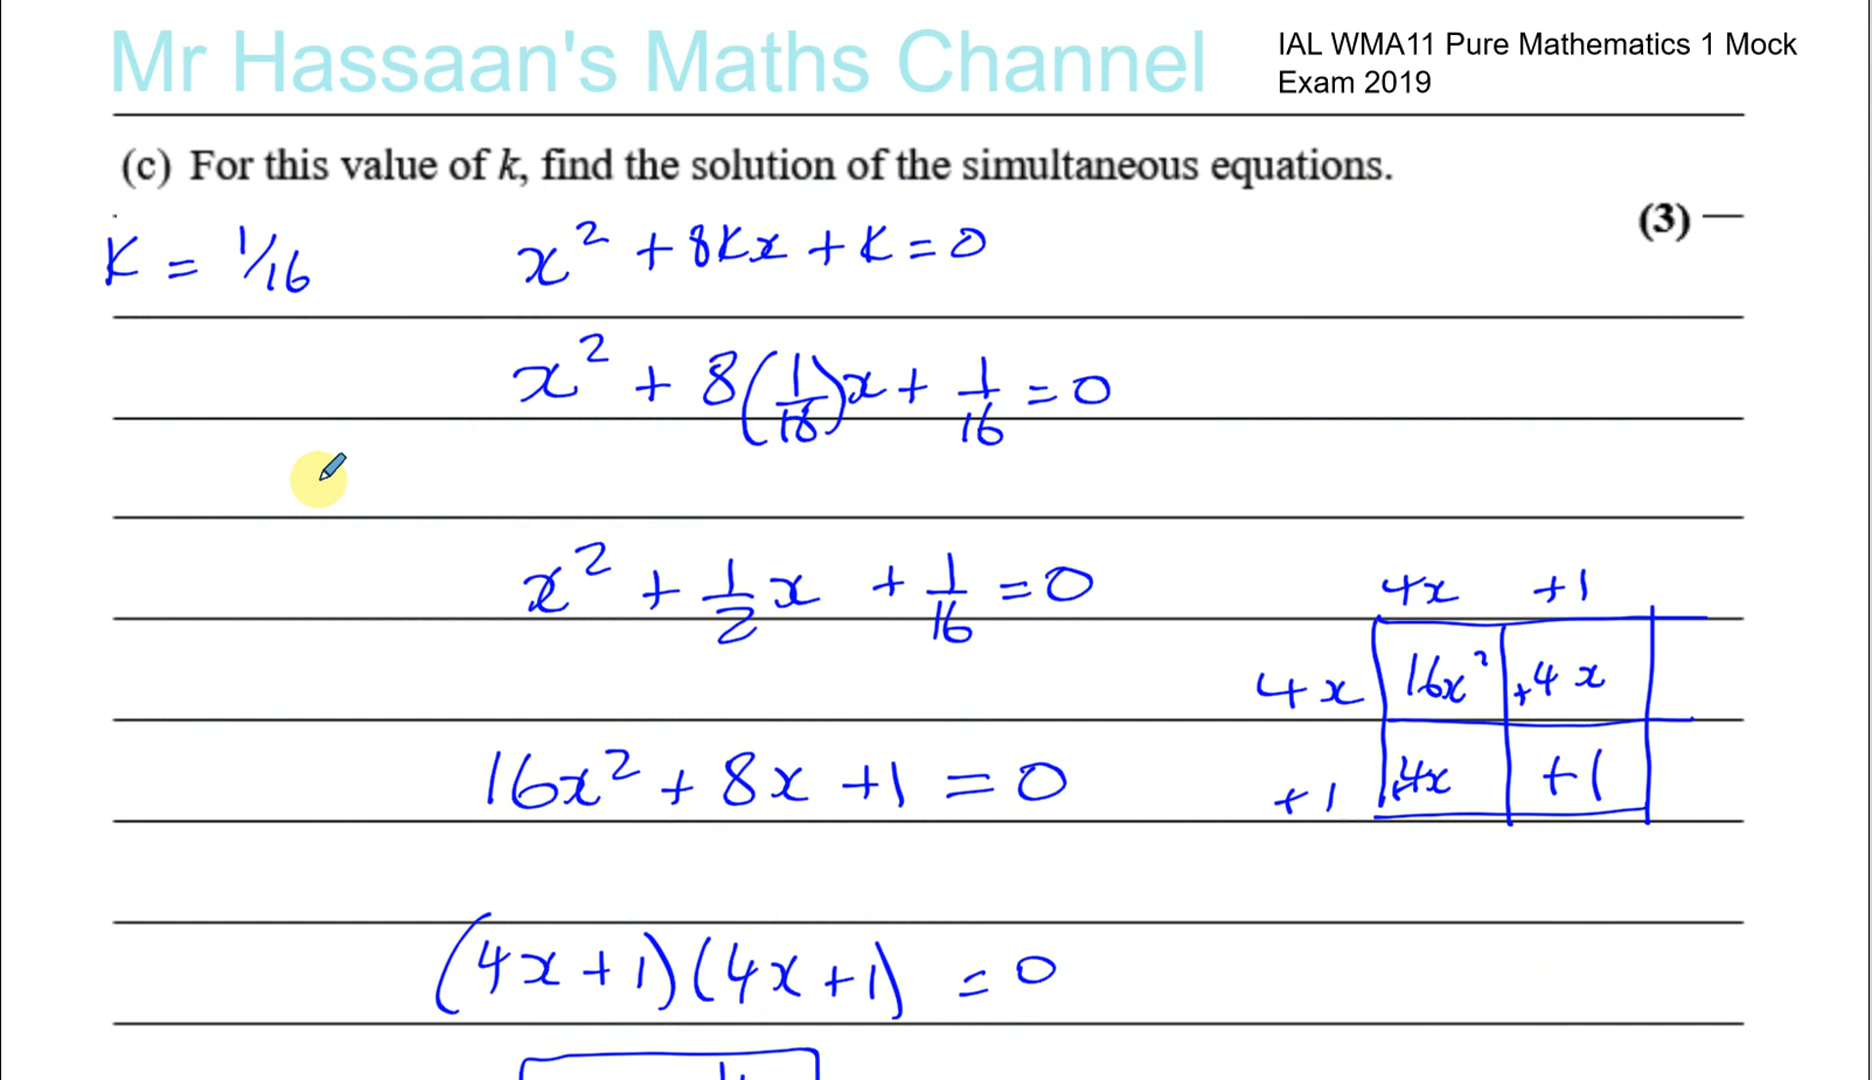 Mr Hassaan's Maths Channel
IAL WMA11 Pure Mathematics 1 Mock
Exam 2019
(c) For this value of k, find the solution of the simultaneous equations.
(3)
K = 1/16
x² + 8Kx + K = 0
x² + 8(1/16)x + 1/16 = 0
x² + 1/2 x + 1/16 = 0
4x +1
4x 16x² +4x
16x² + 8x + 1 = 0
+1 +4x +1
(4x + 1)(4x + 1) = 0